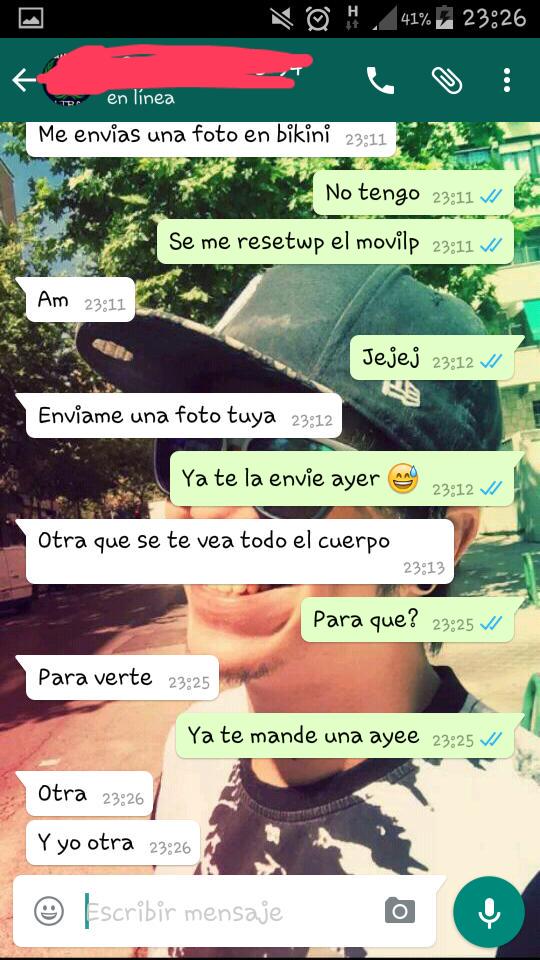 H
41%
23:26
en línea
Me envias una foto en bikini 23:11
No tengo 23:11
Se me resetwp el movilp 23:11
Am 23:11
Jejej 23:12
Enviame una foto tuya 23:12
Ya te la envie ayer 😅 23:12
Otra que se te vea todo el cuerpo
23:13
Para que? 23:25
Para verte 23:25
Ya te mande una ayee 23:25
Otra 23:26
Y yo otra 23:26
Escribir mensaje